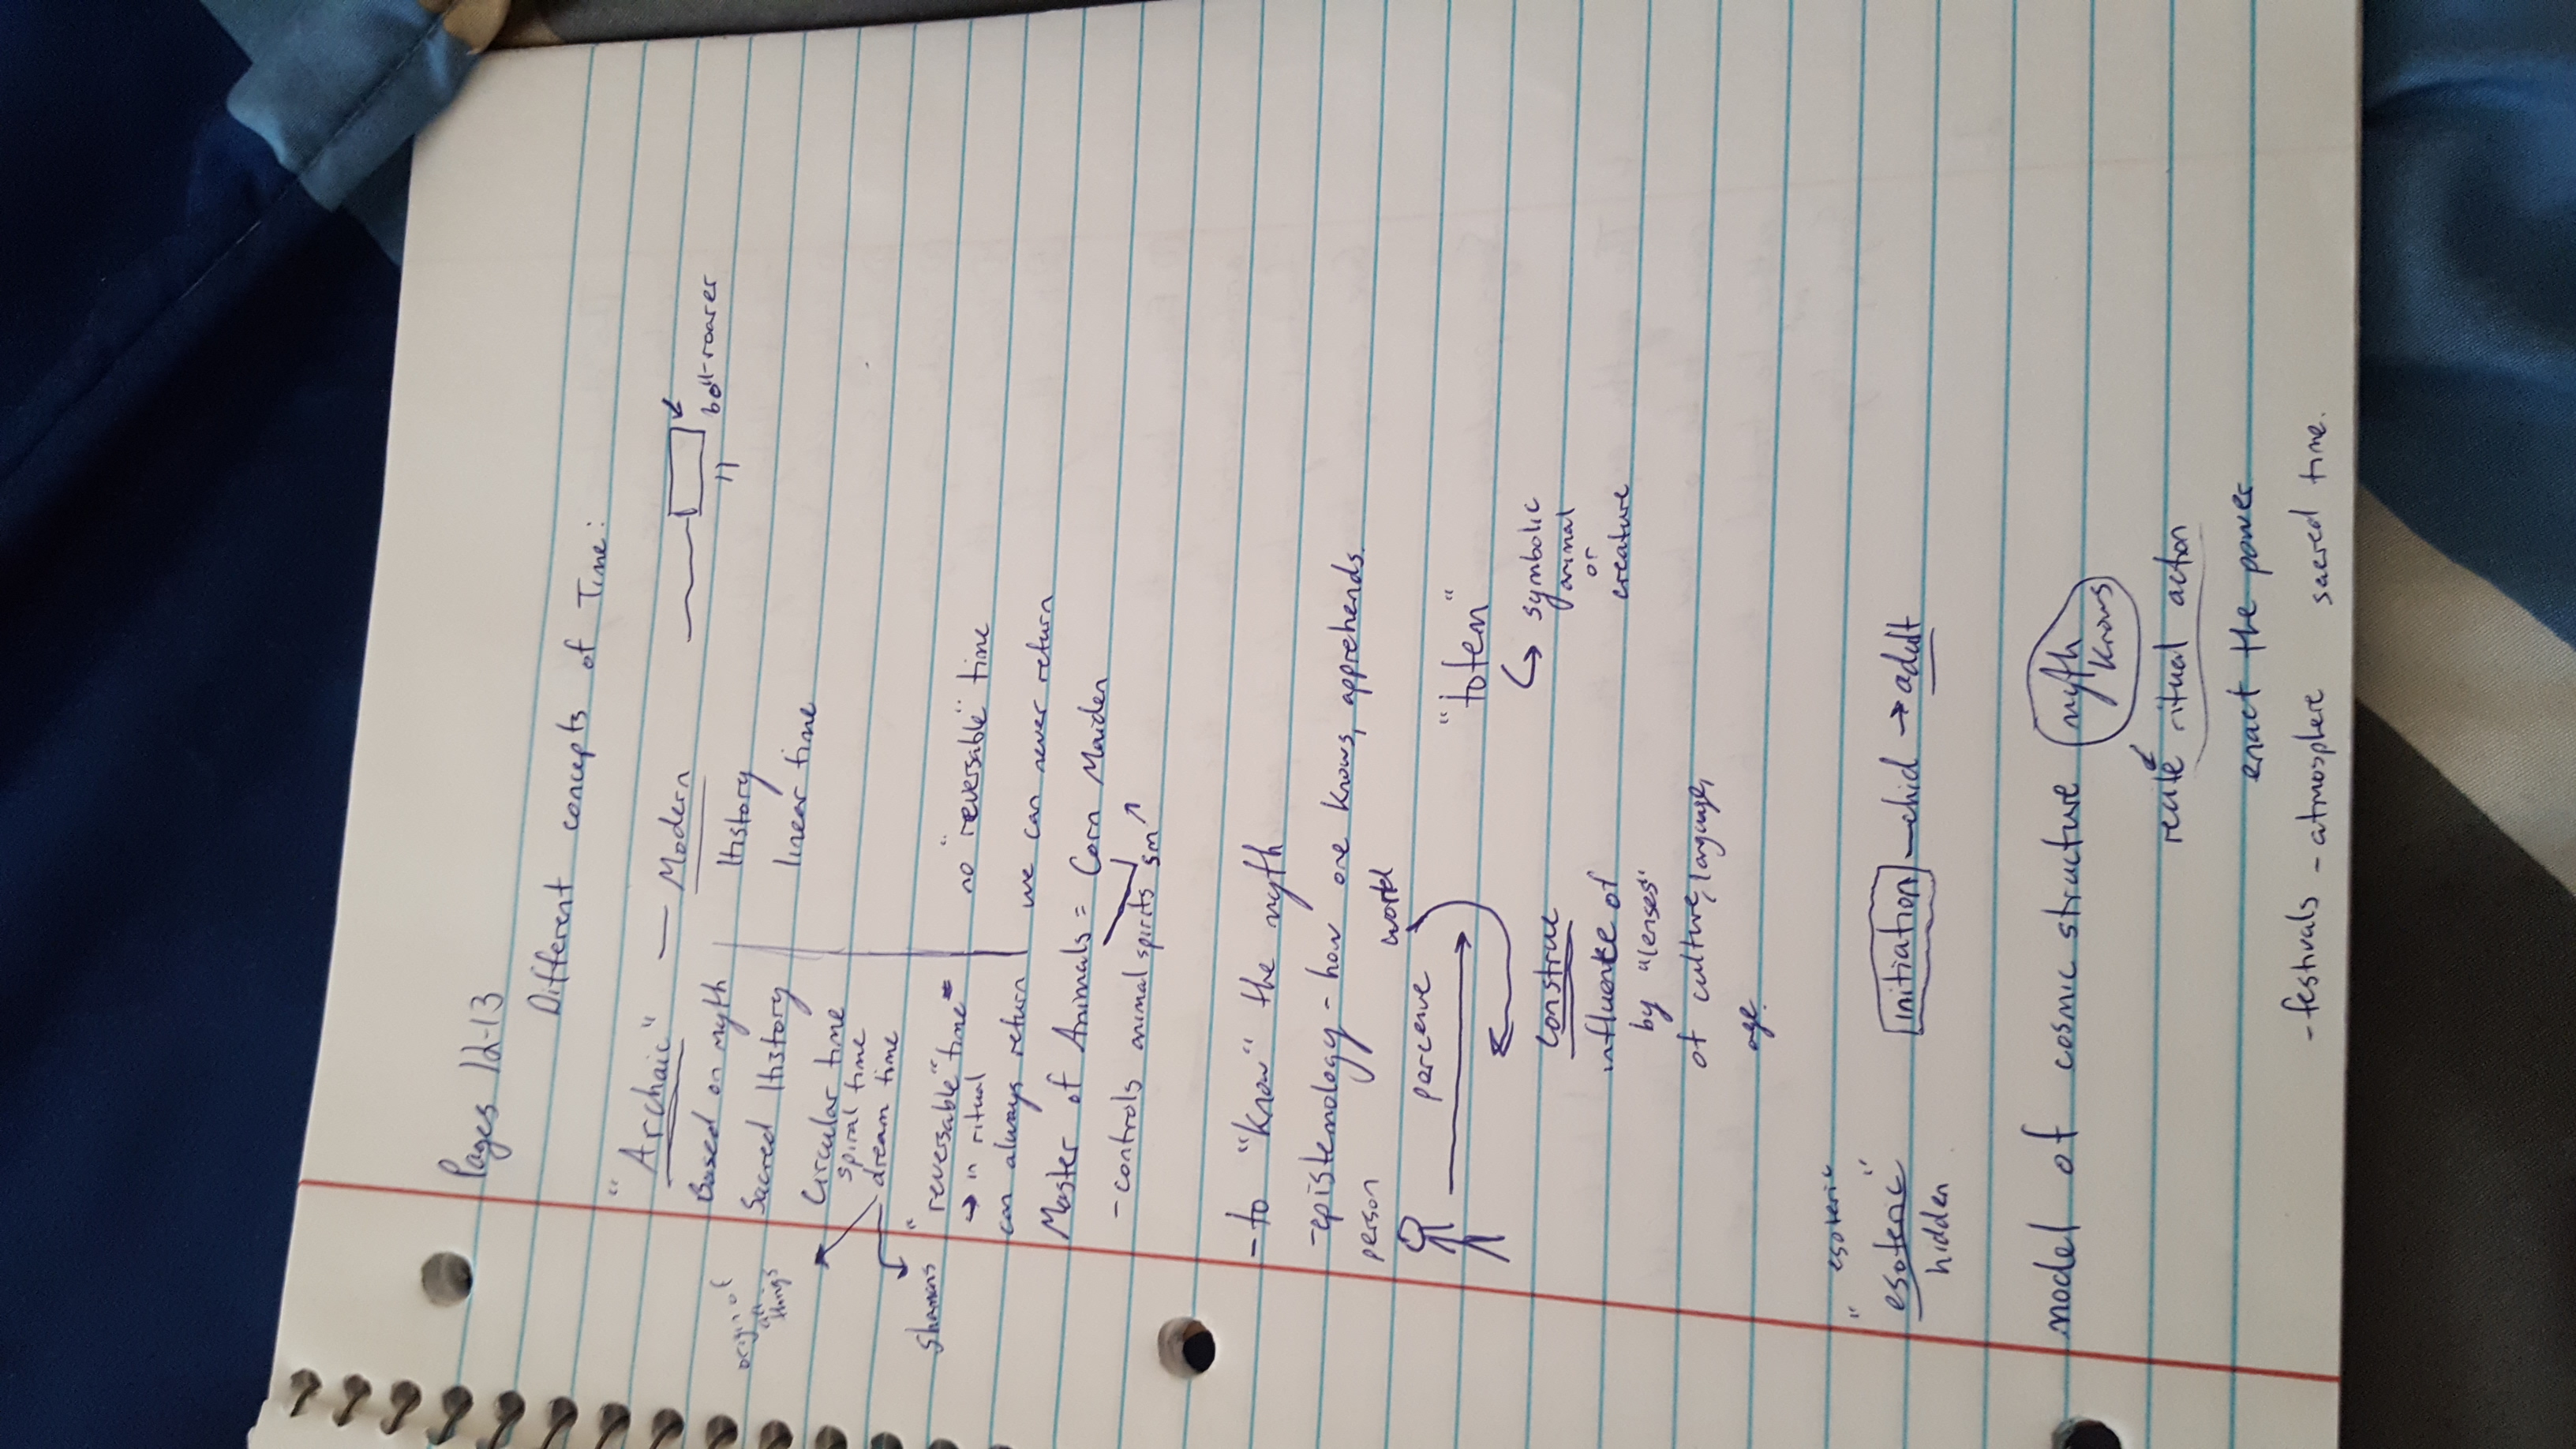 Pages 12-13
Different concepts of Time:
"Archaic" — Modern
Based on myth
History
bull-roarer
origin of
all
things
Sacred History
linear time
Circular time
spiral time
dream time
Shamans
"reversable" time
no "reversable" time
→ in ritual
can always return
we can never return
Master of Animals = Corn Maiden
- controls animal spirits
- to "know" the myth
- epistemology - how one knows, apprehends.
person
world
perceive
"totem"
construe
symbolic
animal
or
creature
influence of
by "lenses"
of culture, language,
age.
esoteric
"esoteric"
hidden
initiation — chid → adult
model of cosmic structure
myth
knows
recite ritual action
enact the power
- festivals - atmosphere sacred time.